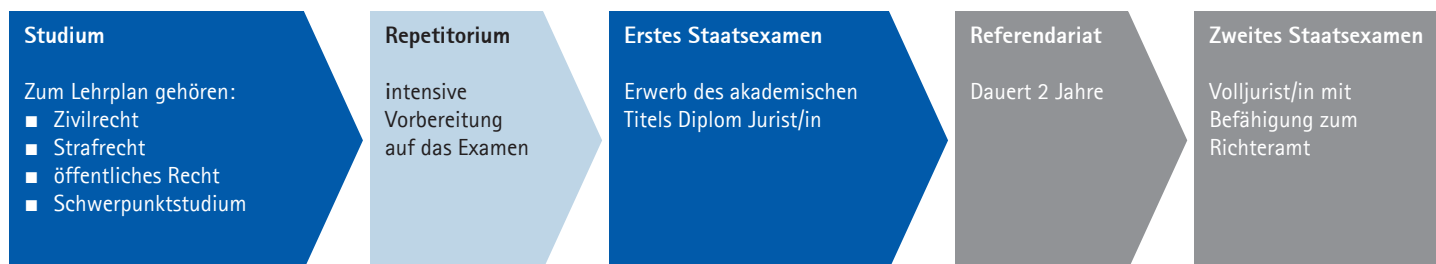 Studium
Zum Lehrplan gehören:
■ Zivilrecht
■ Strafrecht
■ öffentliches Recht
■ Schwerpunktstudium
Repetitorium
intensive
Vorbereitung
auf das Examen
Erstes Staatsexamen
Erwerb des akademischen
Titels Diplom Jurist/in
Referendariat
Dauert 2 Jahre
Zweites Staatsexamen
Volljurist/in mit
Befähigung zum
Richteramt